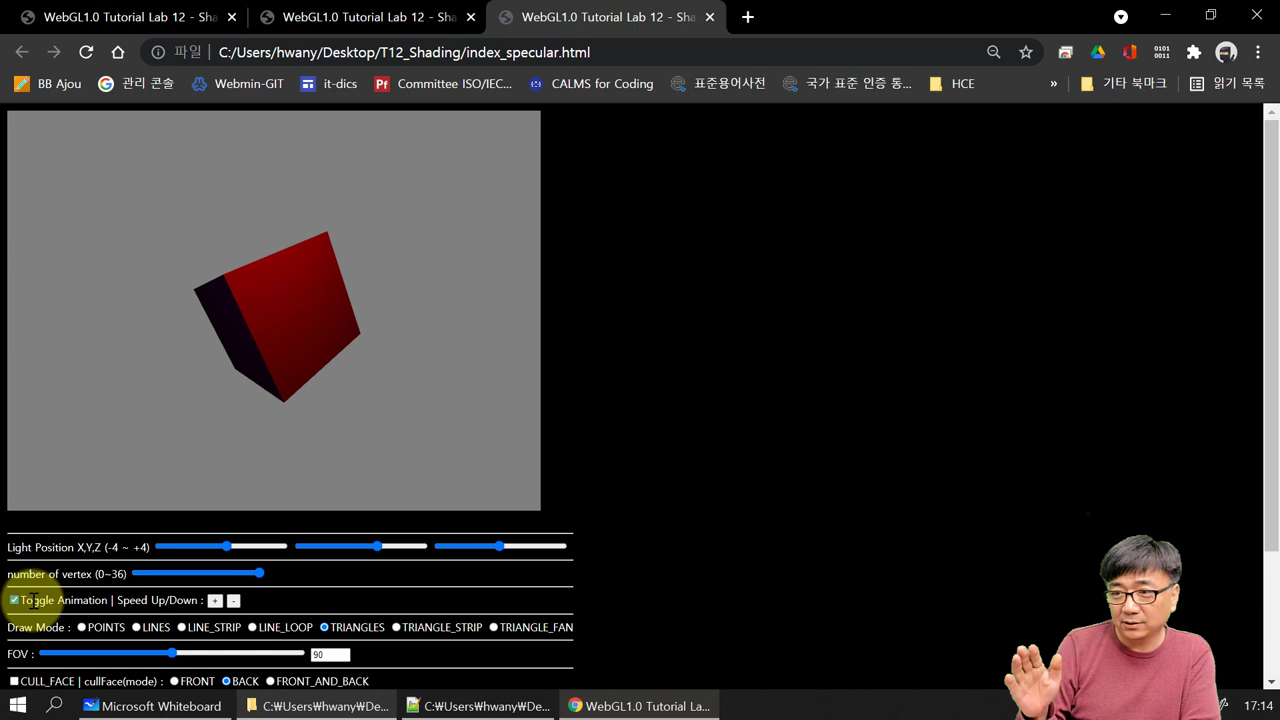 WebGL1.0 Tutorial Lab 12 - Sha
WebGL1.0 Tutorial Lab 12 - Sha
WebGL1.0 Tutorial Lab 12 - Sha
파일 | C:/Users/hwany/Desktop/T12_Shading/index_specular.html
BB Ajou
관리 콘솔
Webmin-GIT
it-dics
Committee ISO/IEC...
CALMS for Coding
표준용어사전
국가 표준 인증 통...
HCE
»
기타 북마크
읽기 목록
Light Position X,Y,Z (-4 ~ +4)
number of vertex (0~36)
Toggle Animation | Speed Up/Down : + -
Draw Mode : POINTS LINES LINE_STRIP LINE_LOOP TRIANGLES TRIANGLE_STRIP TRIANGLE_FAN
FOV : 90
CULL_FACE | cullFace(mode) : FRONT BACK FRONT_AND_BACK
Microsoft Whiteboard
C:₩Users₩hwany₩De...
C:₩Users₩hwany₩De...
WebGL1.0 Tutorial La...
17:14